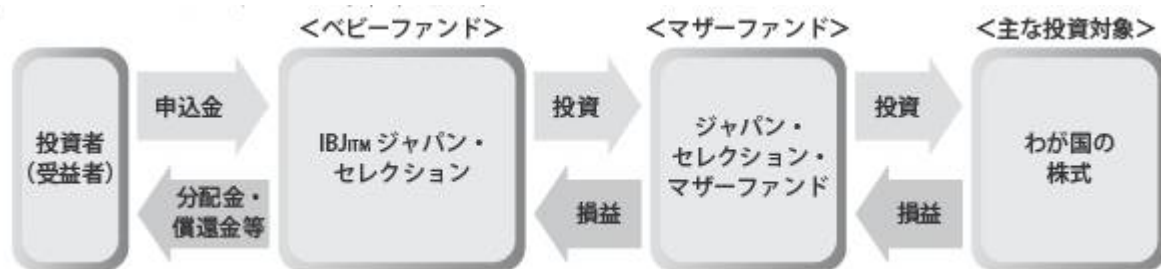 <ベビーファンド>
<マザーファンド>
<主な投資対象>
投資者
(受益者)
申込金
分配金・
償還金等
IBJITM ジャパン・
セレクション
投資
損益
ジャパン・
セレクション・
マザーファンド
投資
損益
わが国の
株式